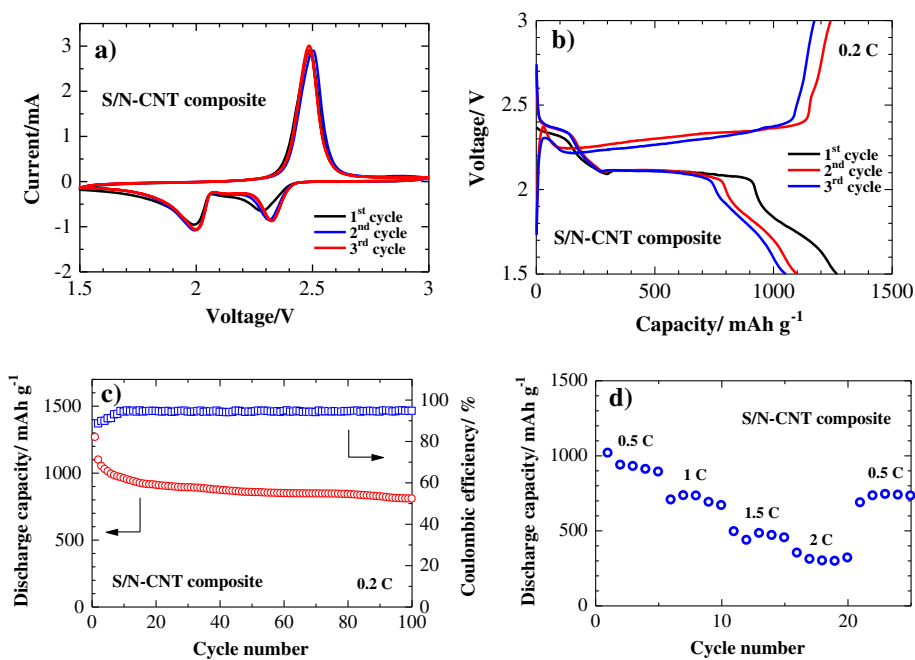 a)
S/N-CNT composite
1st cycle
2nd cycle
3rd cycle
Current/mA
4
3
2
1
0
-1
-2
1.5 2 2.5 3
Voltage/V
b)
0.2 C
1st cycle
2nd cycle
3rd cycle
S/N-CNT composite
Voltage/ V
3.0
2.5
2.0
1.5
0 500 1000 1500
Capacity/ mAh g-1
c)
S/N-CNT composite
0.2 C
Discharge capacity/ mAh g-1
1500
1000
500
0
Coulombic efficiency/ %
100
80
60
40
20
0
0 20 40 60 80 100
Cycle number
d)
S/N-CNT composite
0.5 C
1 C
1.5 C
2 C
0.5 C
Discharge capacity/ mAh g-1
1500
1000
500
0
0 10 20
Cycle number